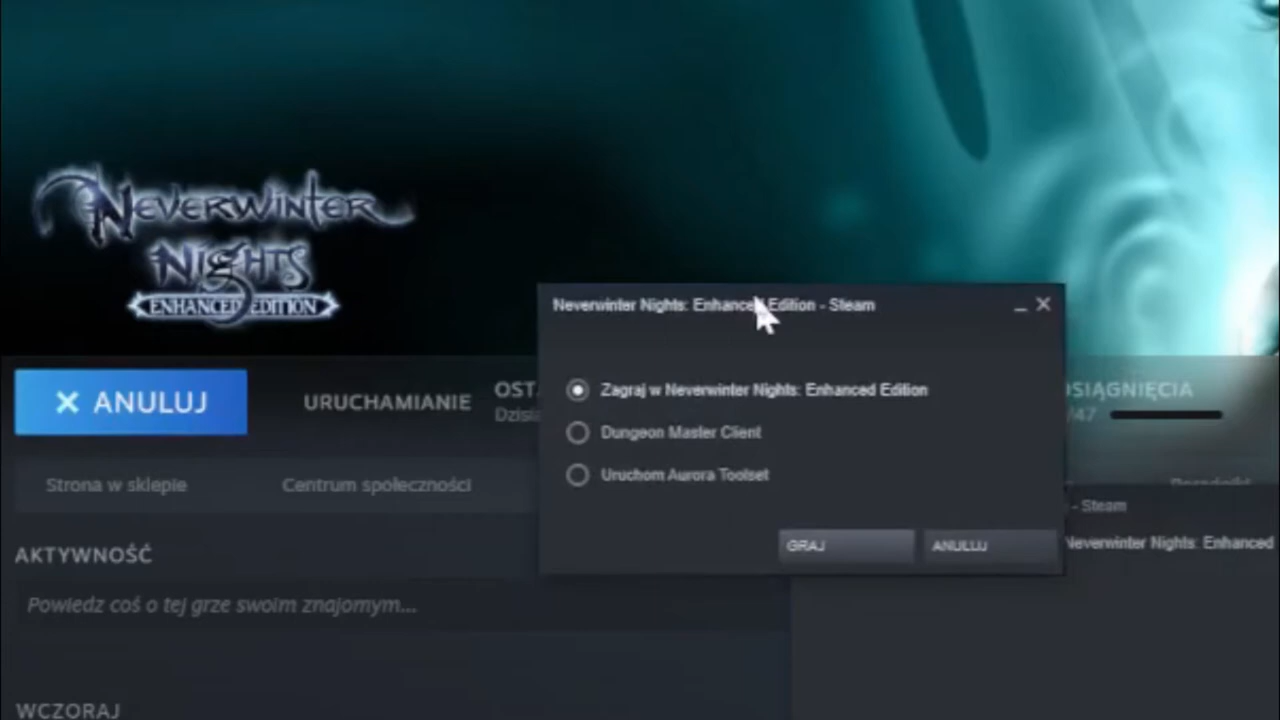 NEVERWINTER
NIGHTS
ENHANCED EDITION
Neverwinter Nights: Enhanced Edition - Steam
Zagraj w Neverwinter Nights: Enhanced Edition
Dungeon Master Client
Uruchom Aurora Toolset
GRAJ
ANULUJ
ANULUJ
URUCHAMIANIE
Strona w sklepie
Centrum społeczności
- Steam
Neverwinter Nights: Enhanced
AKTYWNOŚĆ
Powiedz coś o tej grze swoim znajomym...
WCZORAJ